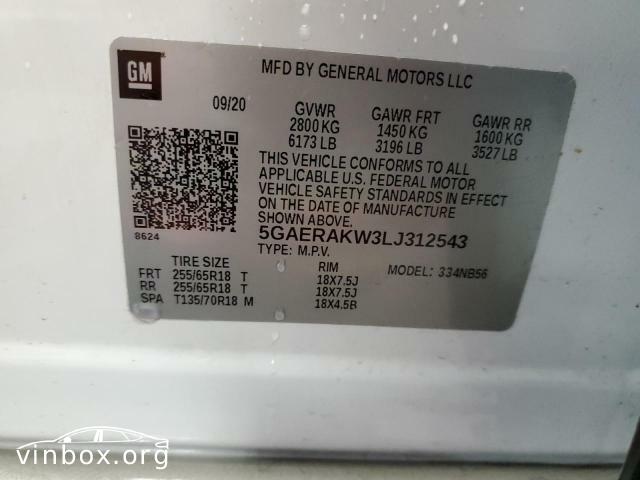 GM
MFD BY GENERAL MOTORS LLC
09/20 GVWR GAWR FRT GAWR RR
2800 KG 1450 KG 1600 KG
6173 LB 3196 LB 3527 LB
THIS VEHICLE CONFORMS TO ALL
APPLICABLE U.S. FEDERAL MOTOR
VEHICLE SAFETY STANDARDS IN EFFECT
ON THE DATE OF MANUFACTURE
SHOWN ABOVE.
8624
5GAERAKW3LJ312543
TYPE: M.P.V.
TIRE SIZE RIM MODEL: 334NB56
FRT 255/65R18 T 18X7.5J
RR 255/65R18 T 18X7.5J
SPA T135/70R18 M 18X4.5B
vinbox.org